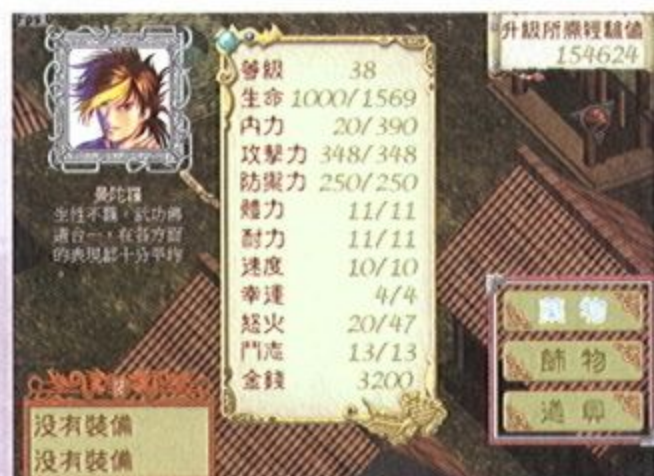 升級所需經驗值
154624
等級 38
生命 1000/1569
內力 20/390
攻擊力 348/348
防禦力 250/250
體力 11/11
耐力 11/11
速度 10/10
幸運 4/4
怒火 20/47
鬥志 13/13
金錢 3200
曼陀羅
生性不羈,武功佛
道合一,在各方面
的表現都十分平均
。
飾物
道具
沒有裝備
沒有裝備